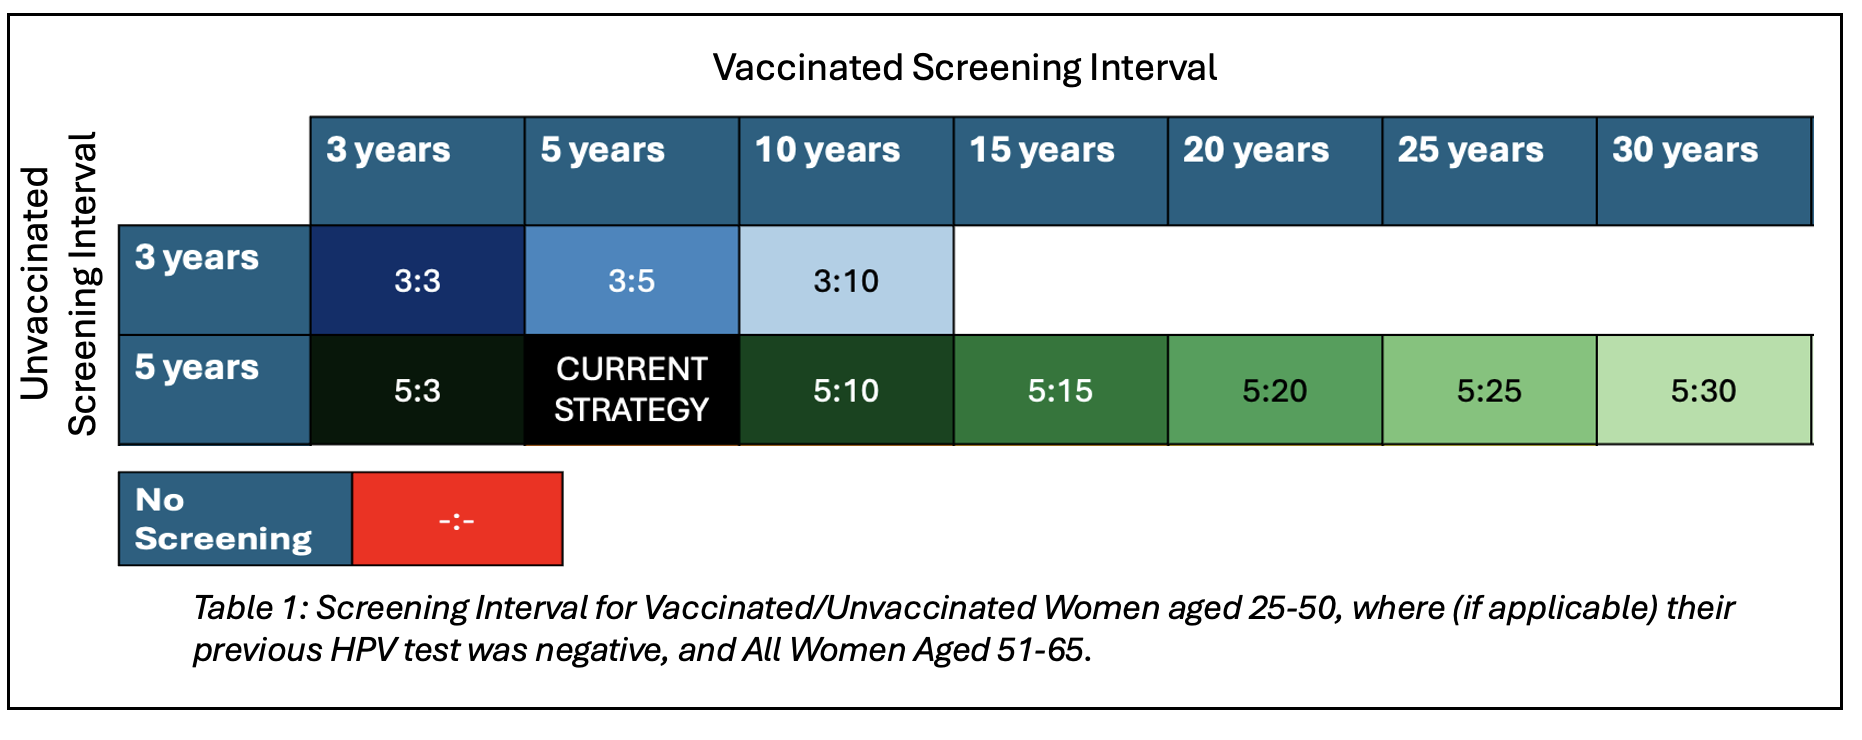 Vaccinated Screening Interval
Unvaccinated
Screening Interval
3 years 5 years 10 years 15 years 20 years 25 years 30 years
3 years 3:3 3:5 3:10
5 years 5:3 CURRENT STRATEGY 5:10 5:15 5:20 5:25 5:30
No
Screening
-:-
Table 1: Screening Interval for Vaccinated/Unvaccinated Women aged 25-50, where (if applicable) their
previous HPV test was negative, and All Women Aged 51-65.